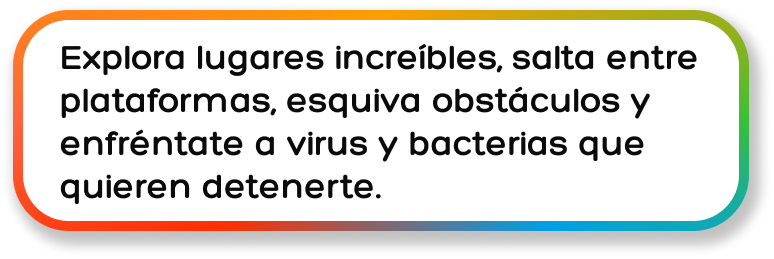 Explora lugares increíbles, salta entre
plataformas, esquiva obstáculos y
enfréntate a virus y bacterias que
quieren detenerte.